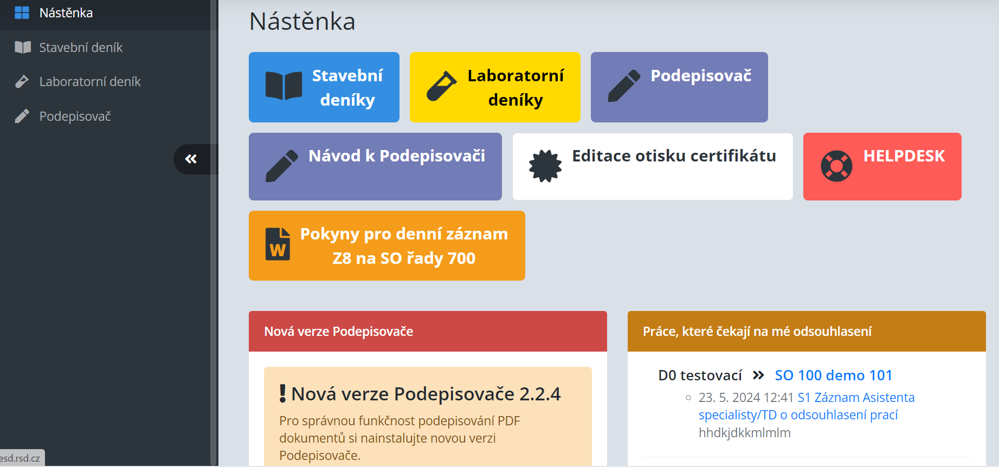 Nástěnka
Stavební deník
Laboratorní deník
Podepisovač
Nástěnka
Stavební
deníky
Laboratorní
deníky
Podepisovač
Návod k Podepisovači
Editace otisku certifikátu
HELPDESK
W
Pokyny pro denní záznam
Z8 na SO řady 700
Nová verze Podepisovače
! Nová verze Podepisovače 2.2.4
Pro správnou funkčnost podepisování PDF
dokumentů si nainstalujte novou verzi
Podepisovače.
Práce, které čekají na mé odsouhlasení
D0 testovací » SO 100 demo 101
23. 5. 2024 12:41 S1 Záznam Asistenta
specialisty/TD o odsouhlasení prací
hhdkjdkkmlmlm
esd.rsd.cz